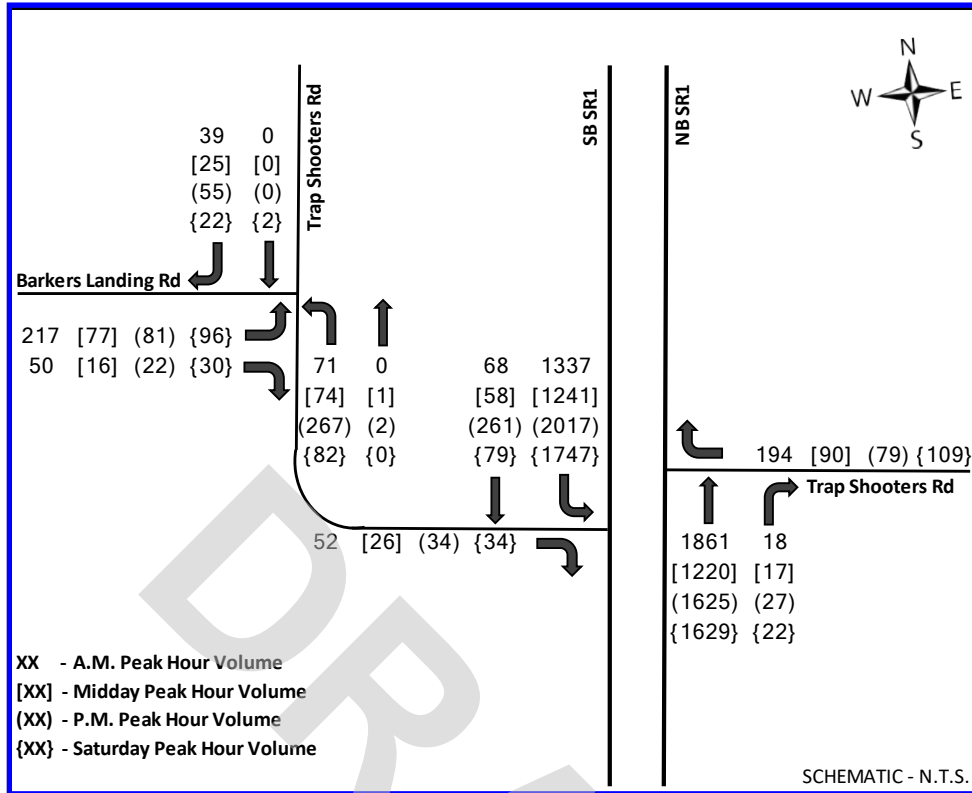 N
W E
S
Trap Shooters Rd
SB SR1
NB SR1
39 0
[25] [0]
(55) (0)
{22} {2}
Barkers Landing Rd
217 [77] (81) {96}
50 [16] (22) {30}
71 0
[74] [1]
(267) (2)
{82} {0}
68 1337
[58] [1241]
(261) (2017)
{79} {1747}
194 [90] (79) {109}
Trap Shooters Rd
52 [26] (34) {34}
1861 18
[1220] [17]
(1625) (27)
{1629} {22}
XX - A.M. Peak Hour Volume
[XX] - Midday Peak Hour Volume
(XX) - P.M. Peak Hour Volume
{XX} - Saturday Peak Hour Volume
SCHEMATIC - N.T.S.